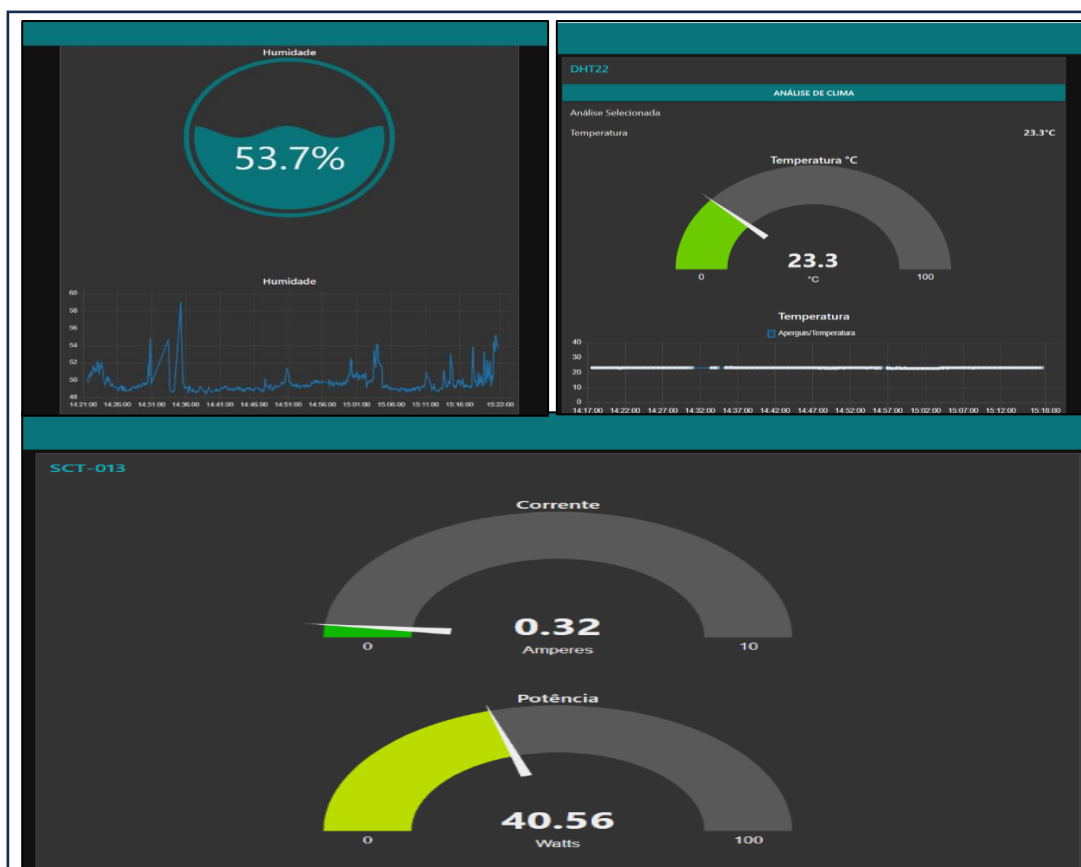 Humidade
53.7%
Humidade
60
58
56
54
52
50
48
14:21:00 14:26:00 14:31:00 14:36:00 14:41:00 14:46:00 14:51:00 14:56:00 15:01:00 15:06:00 15:11:00 15:16:00 15:22:00
DHT22
ANÁLISE DE CLIMA
Análise Selecionada
Temperatura 23.3°C
Temperatura °C
23.3
°C
0 100
Temperatura
Aperguis/Temperatura
40
30
20
10
0
14:17:00 14:22:00 14:27:00 14:32:00 14:37:00 14:42:00 14:47:00 14:52:00 14:57:00 15:02:00 15:07:00 15:12:00 15:18:00
SCT-013
Corrente
0.32
Amperes
0 10
Potência
40.56
Watts
0 100